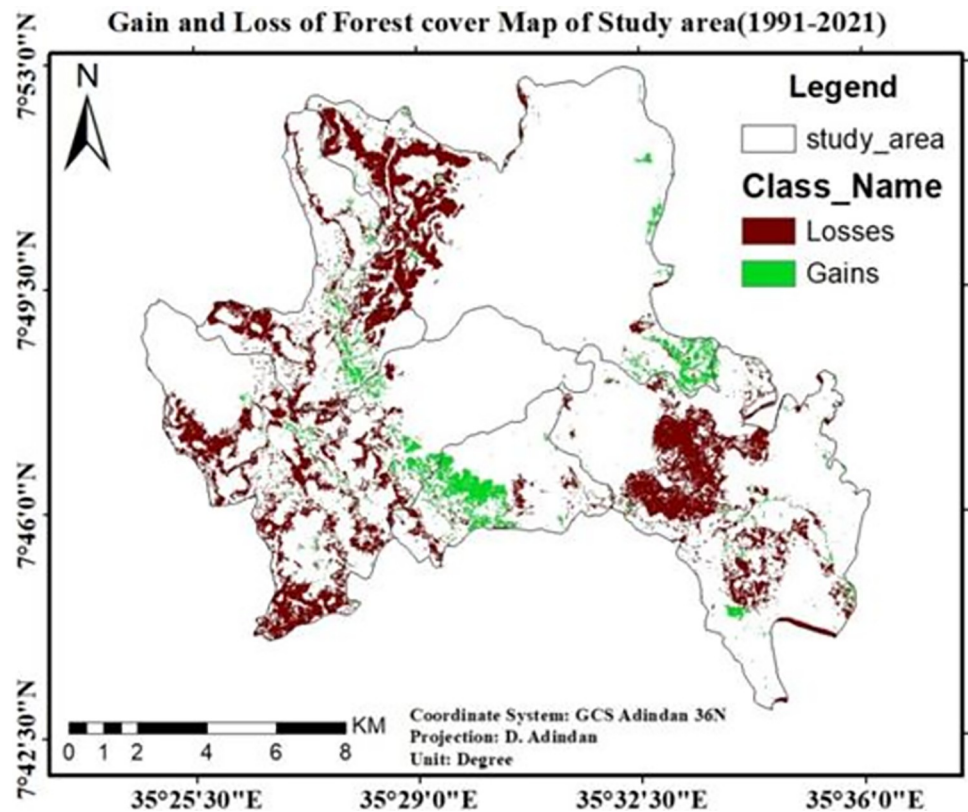 Gain and Loss of Forest cover Map of Study area(1991-2021)
N
Legend
study_area
Class_Name
Losses
Gains
7°53'0"N
7°49'30"N
7°46'0"N
7°42'30"N
KM
0 1 2 4 6 8
Coordinate System: GCS Adindan 36N
Projection: D. Adindan
Unit: Degree
35°25'30"E 35°29'0"E 35°32'30"E 35°36'0"E